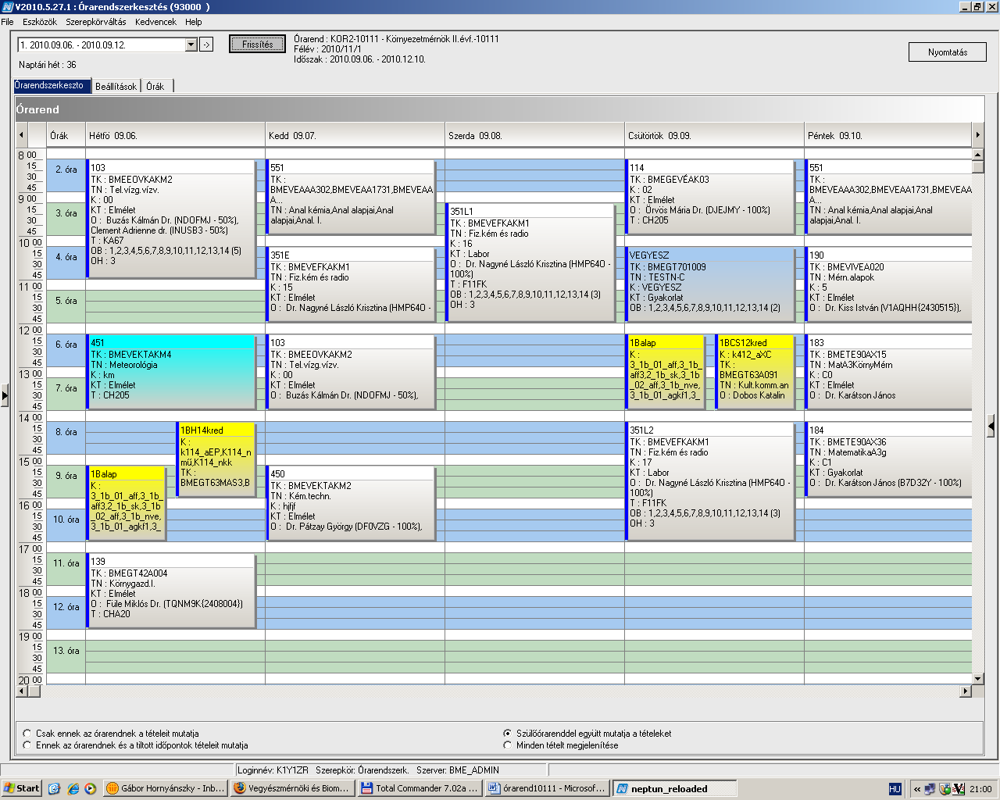 V2010.5.27.1 : Órarendszerkesztés (93000 )
File Eszközök Szerepkörváltás Kedvencek Help
1. 2010.09.06. - 2010.09.12.
->
Frissítés
Órarend : KOR2-10111 - Környezetmérnök II.évf.-10111
Félév : 2010/11/1
Időszak : 2010.09.06. - 2010.12.10.
Nyomtatás
Naptári hét : 36
Órarendszerkeszto Beállítások Órák
Órarend
Órák Hétfő 09.06. Kedd 09.07. Szerda 09.08. Csütörtök 09.09. Péntek 09.10.
8 00
15
30
45
9 00
15
30
45
10 00
15
30
45
11 00
15
30
45
12 00
15
30
45
13 00
15
30
45
14 00
15
30
45
15 00
15
30
45
16 00
15
30
45
17 00
15
30
45
18 00
15
30
45
19 00
15
30
45
20 00
2. óra
3. óra
4. óra
5. óra
6. óra
7. óra
8. óra
9. óra
10. óra
11. óra
12. óra
13. óra
103
TK : BMEEOVKAKM2
TN : Tel.vízg.vízv.
K : 00
KT : Elmélet
O : Buzás Kálmán Dr. (NDOFMJ - 50%),
Clement Adrienne dr. (INUSB3 - 50%)
T : KA67
OB : 1,2,3,4,5,6,7,8,9,10,11,12,13,14 (5)
OH : 3
451
TK : BMEVEKTAKM4
TN : Meteorológia
K : km
KT : Elmélet
T : CH205
1BH14kred
K :
k114_aEP,K114_n
mű,K114_nkk
TK :
BMEGT63MAS3,B
1Balap
K :
3_1b_01_aff,3_1b_
aff3,2_1b_sk,3_1b
_02_aff,3_1b_nve,
3_1b_01_agkf1,3_
139
TK : BMEGT42A004
TN : Környgazd.I.
KT : Elmélet
O : Füle Miklós Dr. (TQNM9K{2408004})
T : CHA20
551
TK :
BMEVEAAA302,BMEVEAA1731,BMEVEAA
A...
TN : Anal kémia,Anal alapjai,Anal
alapjai,Anal. I.
351E
TK : BMEVEFKAKM1
TN : Fiz.kém és radio
K : 15
KT : Elmélet
O : Dr. Nagyné László Krisztina (HMP64O -
103
TK : BMEEOVKAKM2
TN : Tel.vízg.vízv.
K : 00
KT : Elmélet
O : Buzás Kálmán Dr. (NDOFMJ - 50%),
450
TK : BMEVEKTAKM2
TN : Kém.techn.
K : hjfjf
KT : Elmélet
O : Dr. Pátzay György (DF0VZG - 100%),
351L1
TK : BMEVEFKAKM1
TN : Fiz.kém és radio
K : 16
KT : Labor
O : Dr. Nagyné László Krisztina (HMP64O -
100%)
T : F11FK
OB : 1,2,3,4,5,6,7,8,9,10,11,12,13,14 (3)
OH : 3
114
TK : BMEGEVÉAK03
K : 02
KT : Elmélet
O : Örvös Mária Dr. (DJEJMY - 100%)
T : CH205
VEGYESZ
TK : BMEGT701009
TN : TESTN-C
K : VEGYESZ
KT : Gyakorlat
OB : 1,2,3,4,5,6,7,8,9,10,11,12,13,14 (2)
1Balap
K :
3_1b_01_aff,3_1b_
aff3,2_1b_sk,3_1b
_02_aff,3_1b_nve,
3_1b_01_agkf1,3_
1BCS12kred
K : k412_aXC
TK :
BMEGT63A091
TN : Kult.komm.an
O : Dobos Katalin
351L2
TK : BMEVEFKAKM1
TN : Fiz.kém és radio
K : 17
KT : Labor
O : Dr. Nagyné László Krisztina (HMP64O -
100%)
T : F11FK
OB : 1,2,3,4,5,6,7,8,9,10,11,12,13,14 (3)
OH : 3
551
TK :
BMEVEAAA302,BMEVEAA1731,BMEVEAA
A...
TN : Anal kémia,Anal alapjai,Anal
alapjai,Anal. I.
190
TK : BMEVIVEA020
TN : Mérn.alapok
K : 5
KT : Elmélet
O : Dr. Kiss István (V1AQHH{2430515}),
183
TK : BMETE90AX15
TN : MatA3KörnyMérn
K : C0
KT : Elmélet
O : Dr. Karátson János
184
TK : BMETE90AX36
TN : MatematikaA3g
K : C1
KT : Gyakorlat
O : Dr. Karátson János (B7D3ZY - 100%)
Csak ennek az órarendnek a tételeit mutatja
Ennek az órarendnek és a tiltott időpontok tételeit mutatja
Szülőórarenddel együtt mutatja a tételeket
Minden tételt megjelenítése
Loginnév: K1Y1ZR Szerepkör: Órarendszerk. Szerver: BME_ADMIN
Start
Gábor Hornyánszky - Inb...
Vegyészmérnöki és Biom...
Total Commander 7.02a ...
órarend10111 - Microsof...
neptun_reloaded
HU
«
21:00